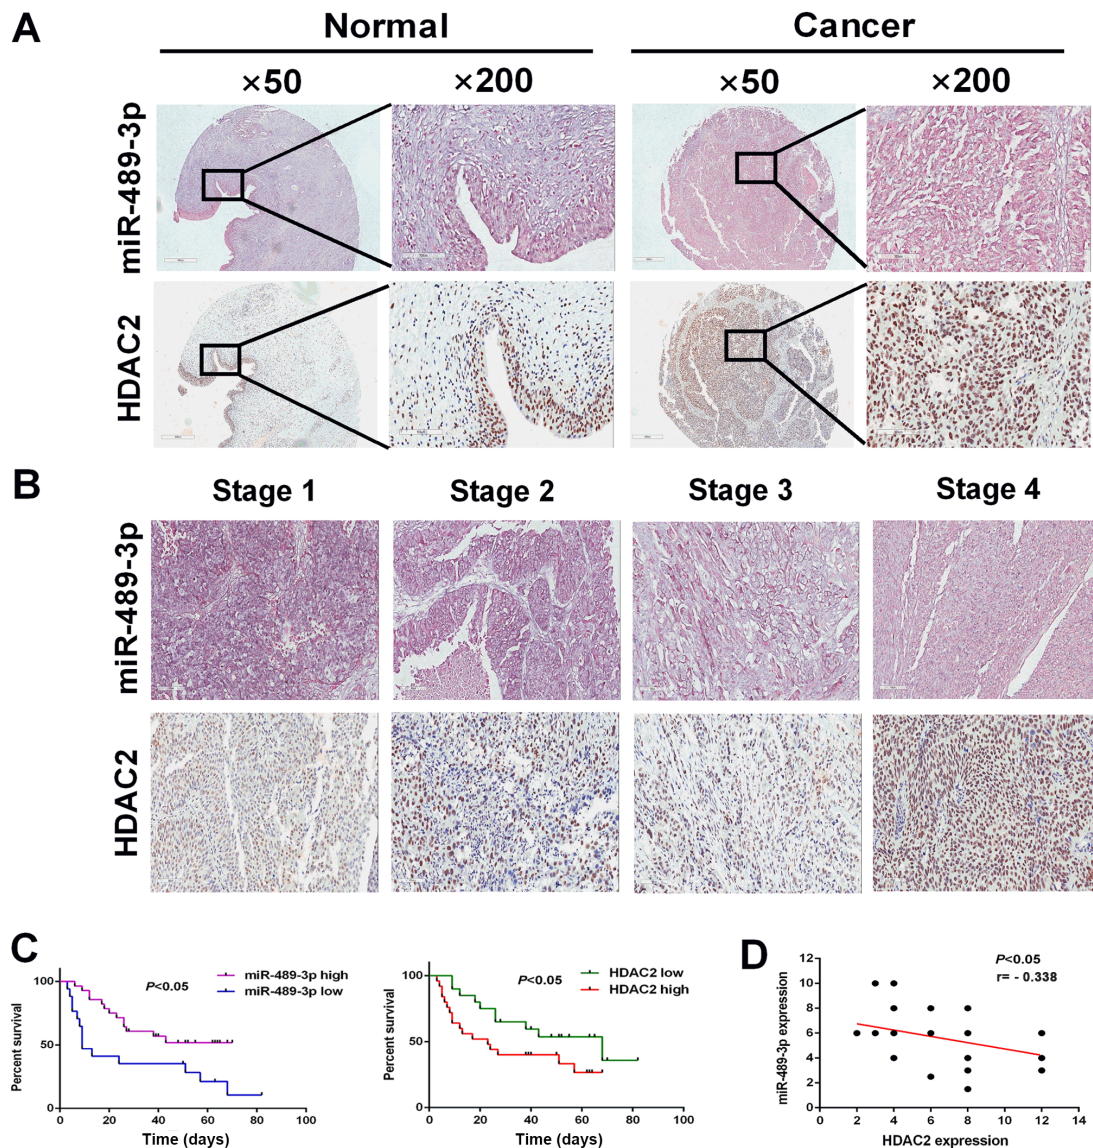 A
Normal
Cancer
×50
×200
×50
×200
miR-489-3p
HDAC2
B
Stage 1
Stage 2
Stage 3
Stage 4
miR-489-3p
HDAC2
C
Percent survival
100
50
0
0
20
40
60
80
100
Time (days)
P<0.05
miR-489-3p high
miR-489-3p low
Percent survival
100
50
0
0
20
40
60
80
100
Time (days)
P<0.05
HDAC2 low
HDAC2 high
D
miR-489-3p expression
12
10
8
6
4
2
0
0
2
4
6
8
10
12
14
HDAC2 expression
P<0.05
r= - 0.338